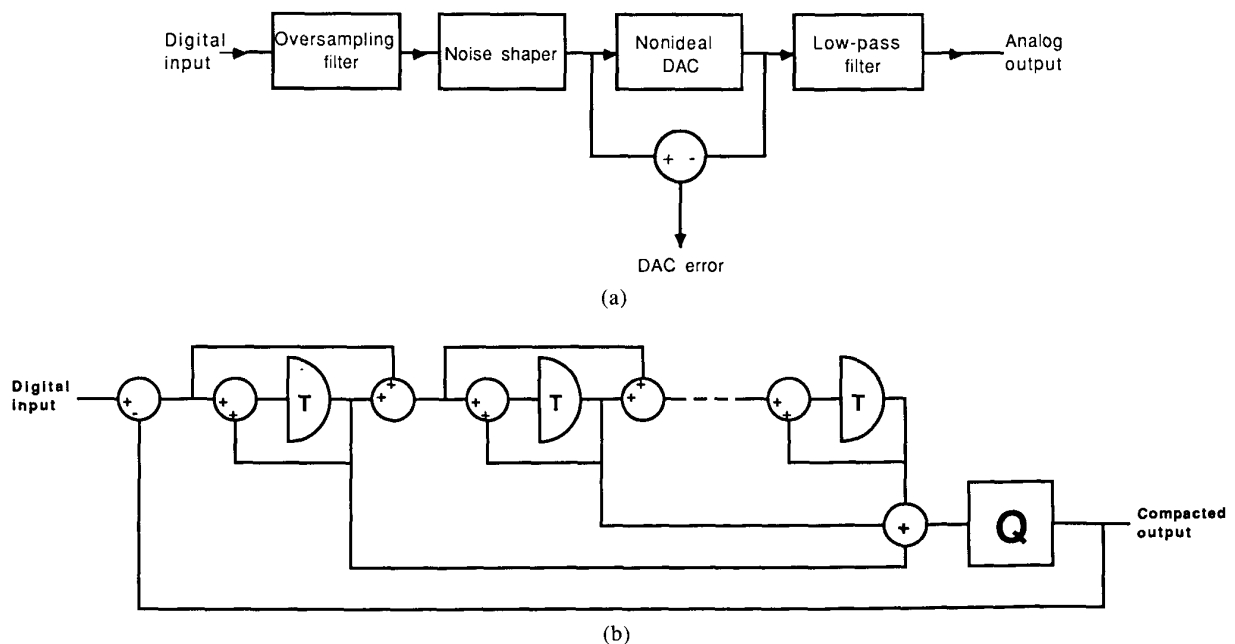 Digital
input
Oversampling
filter
Noise shaper
Nonideal
DAC
Low-pass
filter
Analog
output
+ -
DAC error
(a)
Digital
input
+
-
+
+
T
+
+
+
+
T
+
+
+
+
T
+
Q
Compacted
output
(b)